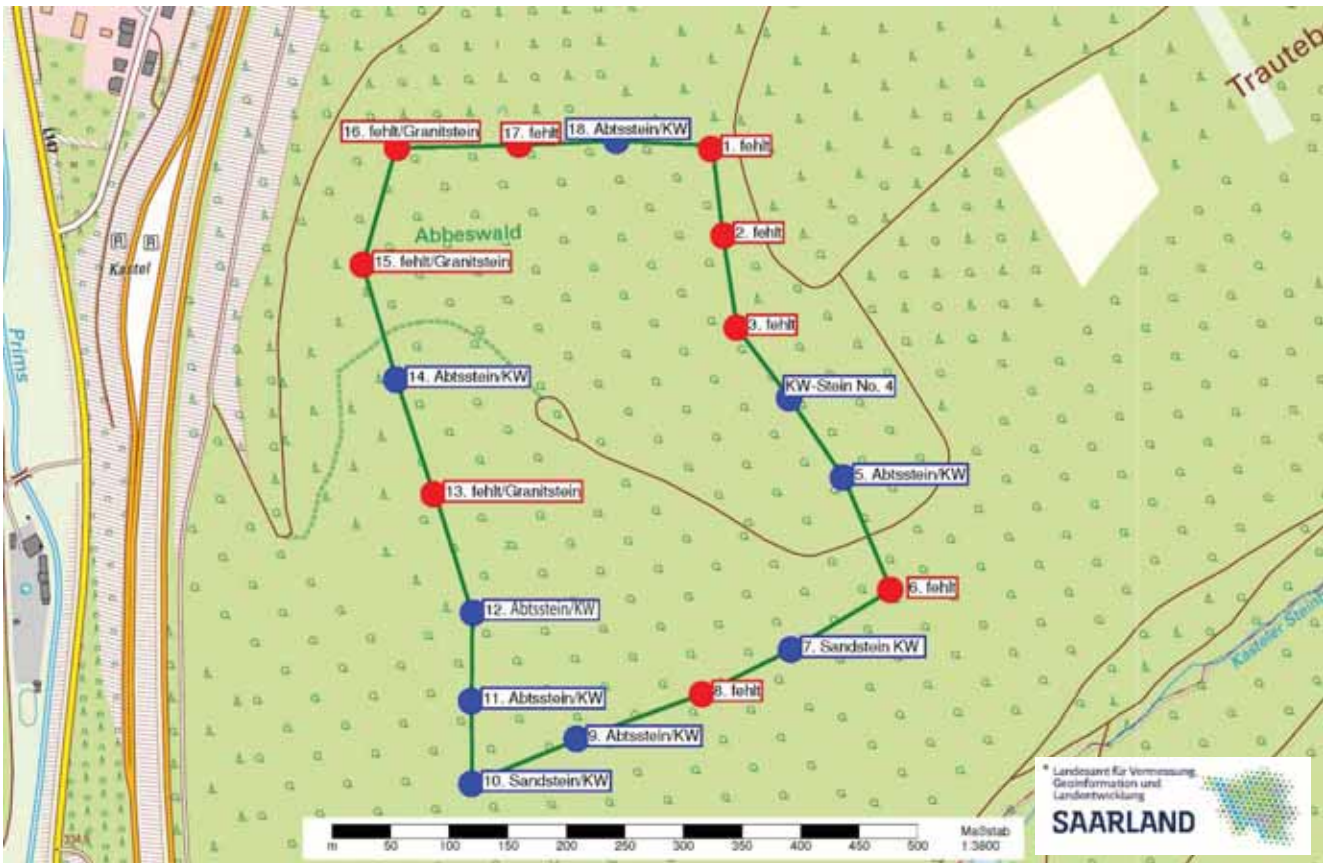 Trauteb
16. fehlt/Granitstein
17. fehlt
18. Abtsstein/KW
1. fehlt
L147
2. fehlt
Abbeswald
15. fehlt/Granitstein
R R
Kastel
3. fehlt
Prims
14. Abtsstein/KW
KW-Stein No. 4
5. Abtsstein/KW
13. fehlt/Granitstein
6. fehlt
12. Abtsstein/KW
7. Sandstein KW
Kasteler Steinb
8. fehlt
11. Abtsstein/KW
9. Abtsstein/KW
10. Sandstein/KW
Landesamt für Vermessung,
Geoinformation und
Landentwicklung
SAARLAND
m 50 100 150 200 250 300 350 400 450 500
Maßstab
1:3800